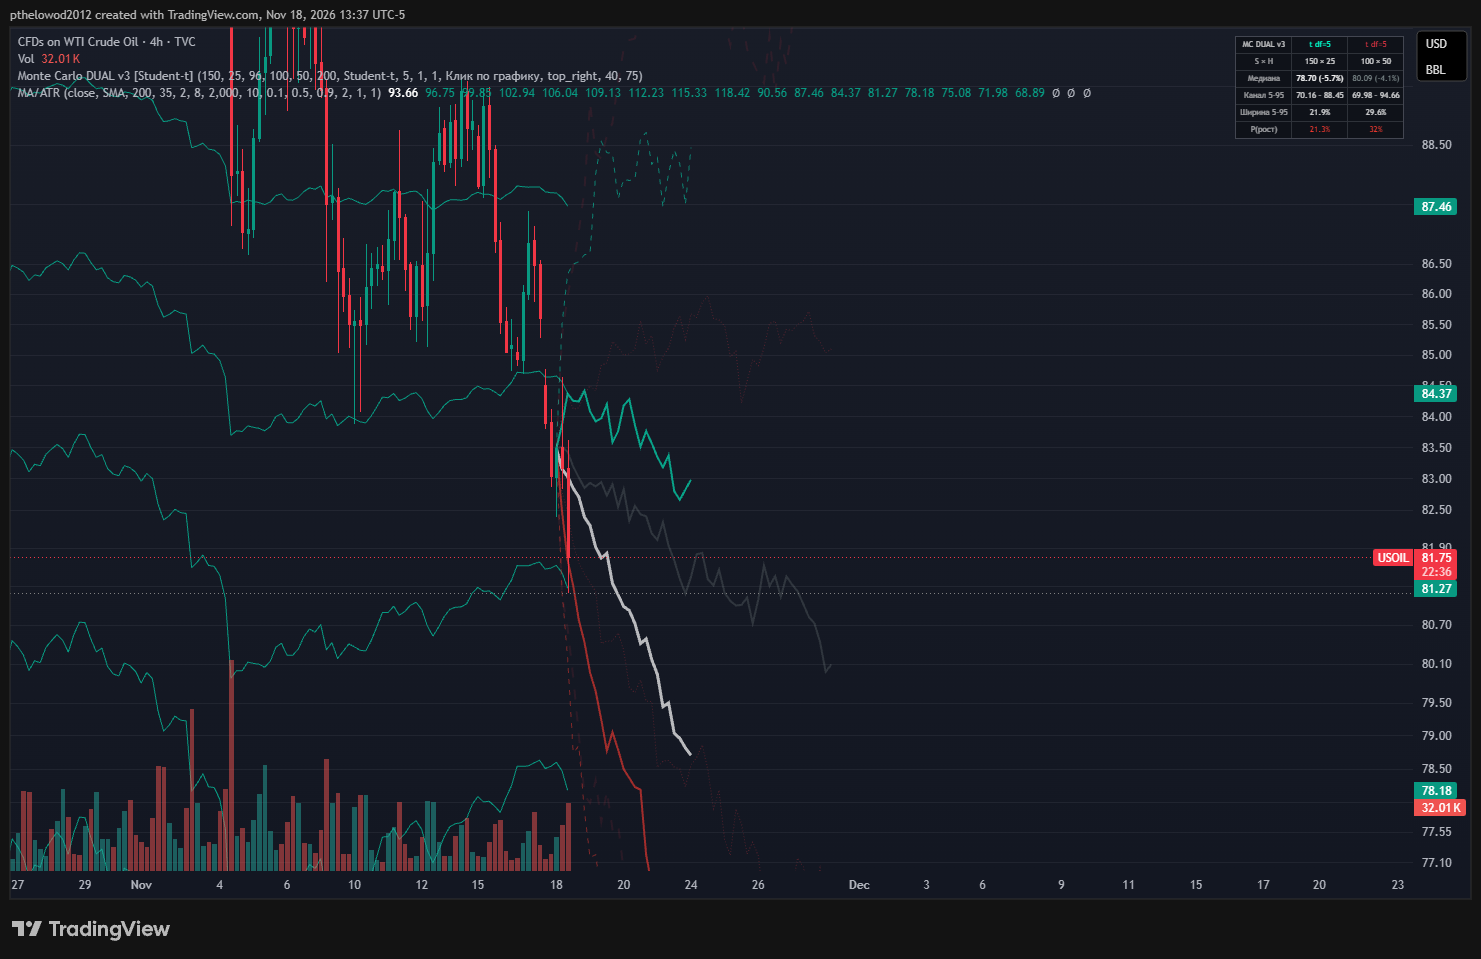 pthelowod2012 created with TradingView.com, Nov 18, 2026 13:37 UTC-5
CFDs on WTI Crude Oil · 4h · TVC
Vol 32.01 K
Monte Carlo DUAL v3 [Student-t] (150, 25, 96, 100, 50, 200, Student-t, 5, 1, 1, Клик по графику, top_right, 40, 75)
MA/ATR (close, SMA, 200, 35, 2, 8, 2,000, 10, 0.1, 0.5, 0.9, 2, 1, 1) 93.66 96.75 99.85 102.94 106.04 109.13 112.23 115.33 118.42 90.56 87.46 84.37 81.27 78.18 75.08 71.98 68.89 Ø Ø Ø
MC DUAL v3 t df=5 t df=5
S × H 150 × 25 100 × 50
Медиана 78.70 (-5.7%) 80.09 (-4.1%)
Канал 5-95 70.16 - 88.45 69.98 - 94.66
Ширина 5-95 21.9% 29.6%
P(рост) 21.3% 32%
USD
BBL
88.50
87.46
86.50
86.00
85.50
85.00
84.50
84.37
84.00
83.50
83.00
82.50
81.90
USOIL 81.75
22:36
81.27
80.70
80.10
79.50
79.00
78.50
78.18
32.01 K
77.55
77.10
27 29 Nov 4 6 10 12 15 18 20 24 26 Dec 3 6 9 11 15 17 20 23
TradingView